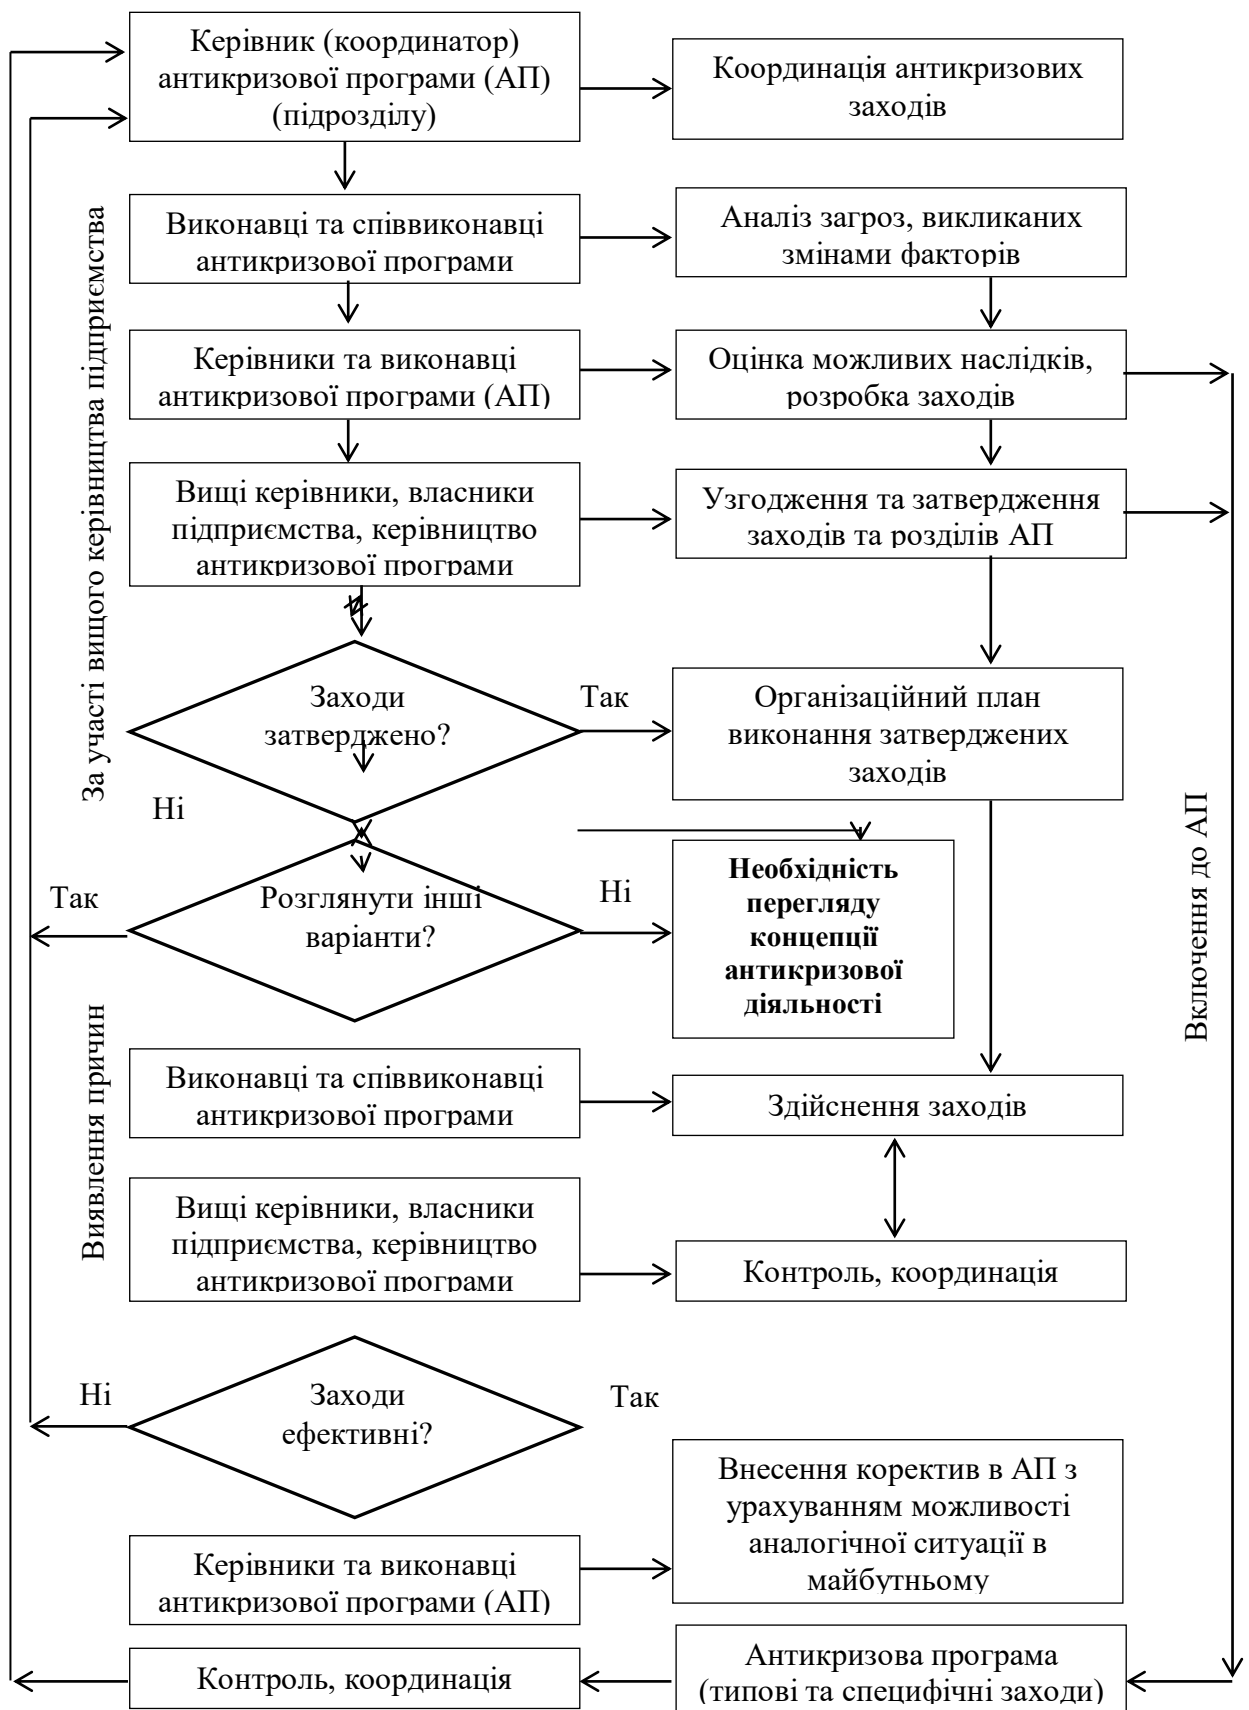 Керівник (координатор)
антикризової програми (АП)
(підрозділу)
Координація антикризових
заходів
За участі вищого керівництва підприємства
Виконавці та співвиконавці
антикризової програми
Аналіз загроз, викликаних
змінами факторів
Керівники та виконавці
антикризової програми (АП)
Оцінка можливих наслідків,
розробка заходів
Вищі керівники, власники
підприємства, керівництво
антикризової програми
Узгодження та затвердження
заходів та розділів АП
Заходи
затверджено?
Так
Організаційний план
виконання затверджених
заходів
Ні
Включення до АП
Так
Розглянути інші
варіанти?
Ні
Необхідність
перегляду
концепції
антикризової
діяльності
Виявлення причин
Виконавці та співвиконавці
антикризової програми
Здійснення заходів
Вищі керівники, власники
підприємства, керівництво
антикризової програми
Контроль, координація
Ні
Заходи
ефективні?
Так
Внесення коректив в АП з
урахуванням можливості
аналогічної ситуації в
майбутньому
Керівники та виконавці
антикризової програми (АП)
Контроль, координація
Антикризова програма
(типові та специфічні заходи)